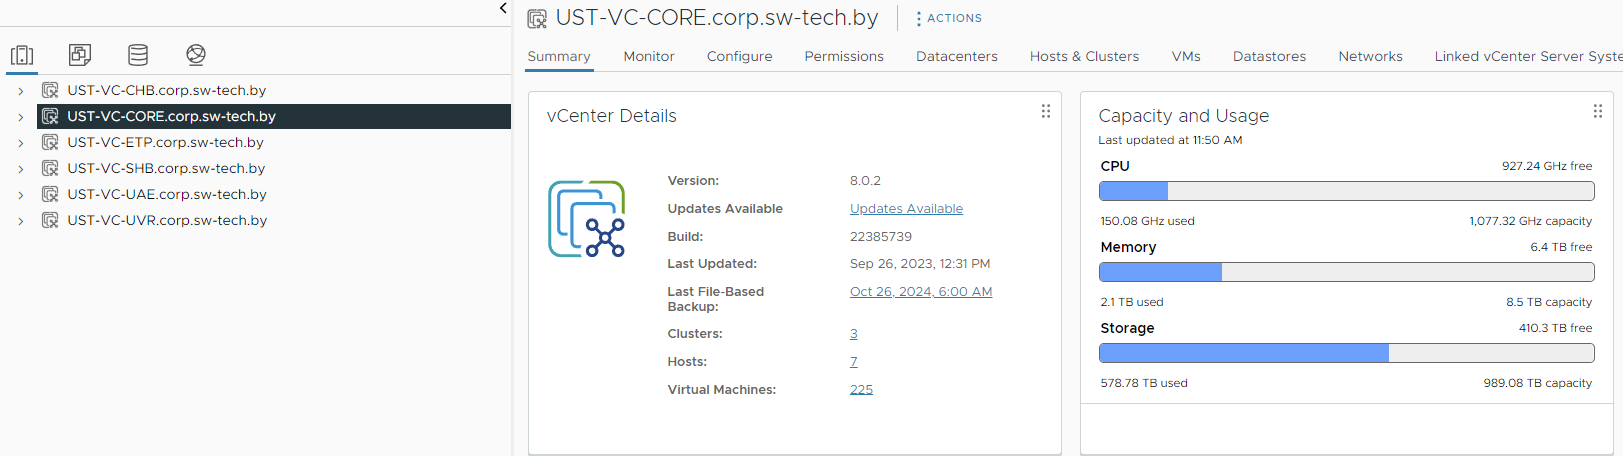 UST-VC-CHB.corp.sw-tech.by
UST-VC-CORE.corp.sw-tech.by
UST-VC-ETP.corp.sw-tech.by
UST-VC-SHB.corp.sw-tech.by
UST-VC-UAE.corp.sw-tech.by
UST-VC-UVR.corp.sw-tech.by
UST-VC-CORE.corp.sw-tech.by ACTIONS
Summary Monitor Configure Permissions Datacenters Hosts & Clusters VMs Datastores Networks Linked vCenter Server Syste
vCenter Details
Version: 8.0.2
Updates Available Updates Available
Build: 22385739
Last Updated: Sep 26, 2023, 12:31 PM
Last File-Based Oct 26, 2024, 6:00 AM
Backup:
Clusters: 3
Hosts: 7
Virtual Machines: 225
Capacity and Usage
Last updated at 11:50 AM
CPU 927.24 GHz free
150.08 GHz used 1,077.32 GHz capacity
Memory 6.4 TB free
2.1 TB used 8.5 TB capacity
Storage 410.3 TB free
578.78 TB used 989.08 TB capacity